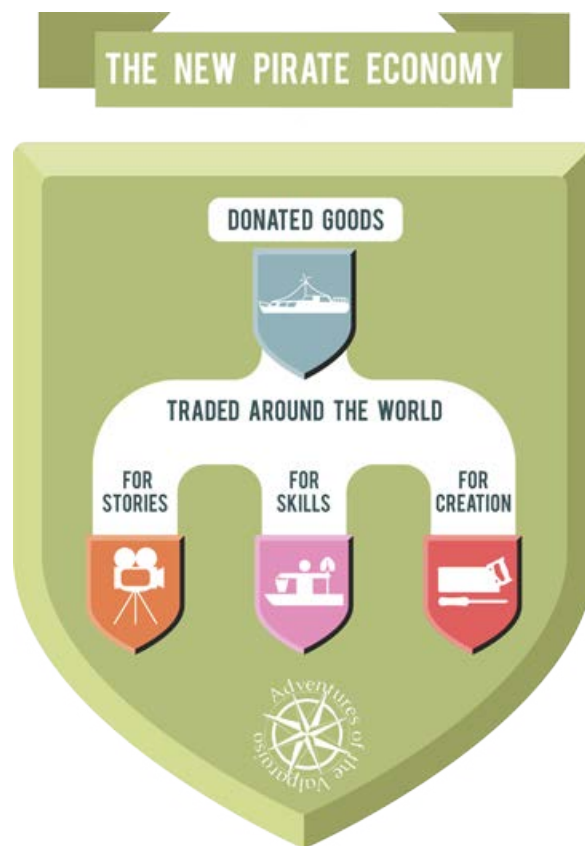 THE NEW PIRATE ECONOMY
DONATED GOODS
TRADED AROUND THE WORLD
FOR
STORIES
FOR
SKILLS
FOR
CREATION
Adventures of the Valparaiso